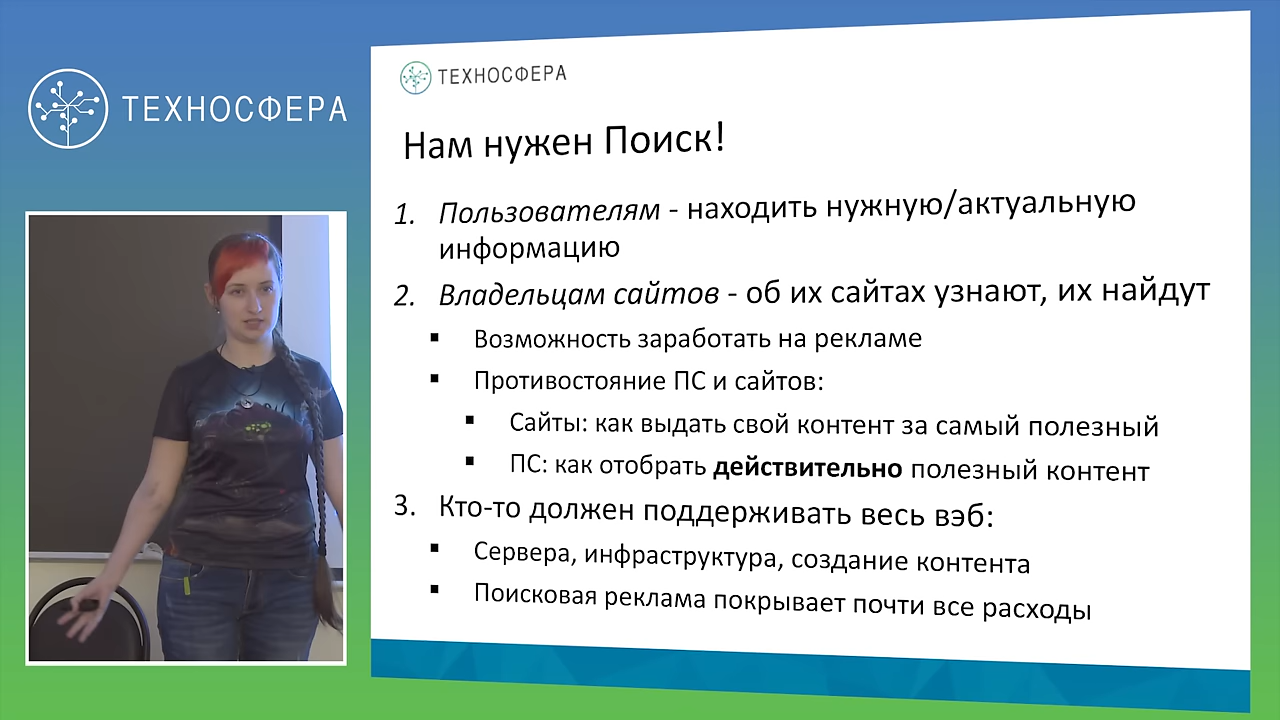 ТЕХНОСФЕРА
ТЕХНОСФЕРА
Нам нужен Поиск!
1. Пользователям - находить нужную/актуальную
информацию
2. Владельцам сайтов - об их сайтах узнают, их найдут
▪ Возможность заработать на рекламе
▪ Противостояние ПС и сайтов:
▪ Сайты: как выдать свой контент за самый полезный
▪ ПС: как отобрать действительно полезный контент
3. Кто-то должен поддерживать весь вэб:
▪ Сервера, инфраструктура, создание контента
▪ Поисковая реклама покрывает почти все расходы